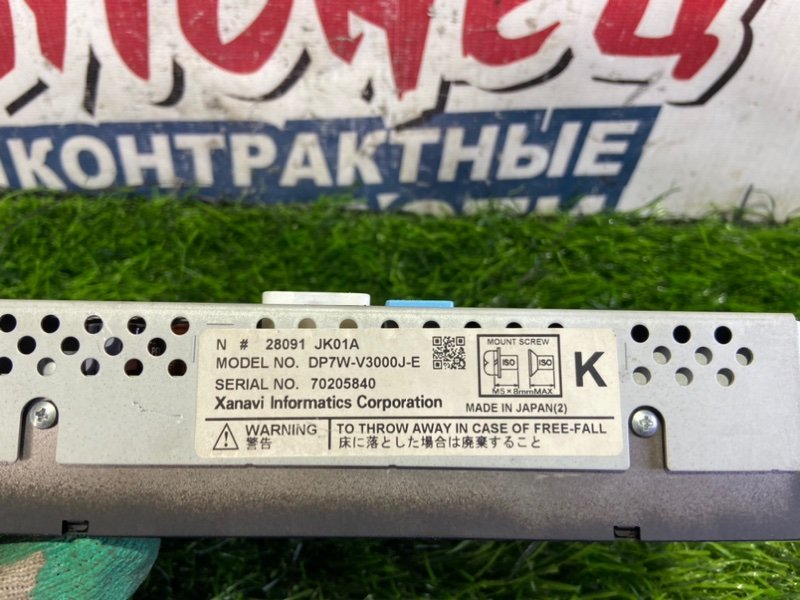 КОНТРАКТНЫЕ
N # 28091 JK01A
MODEL NO. DP7W-V3000J-E
SERIAL NO. 70205840
Xanavi Informatics Corporation
MOUNT SCREW
ISO ISO
M5×8mmMAX
K
MADE IN JAPAN(2)
WARNING
警告
TO THROW AWAY IN CASE OF FREE-FALL
床に落とした場合は廃棄すること